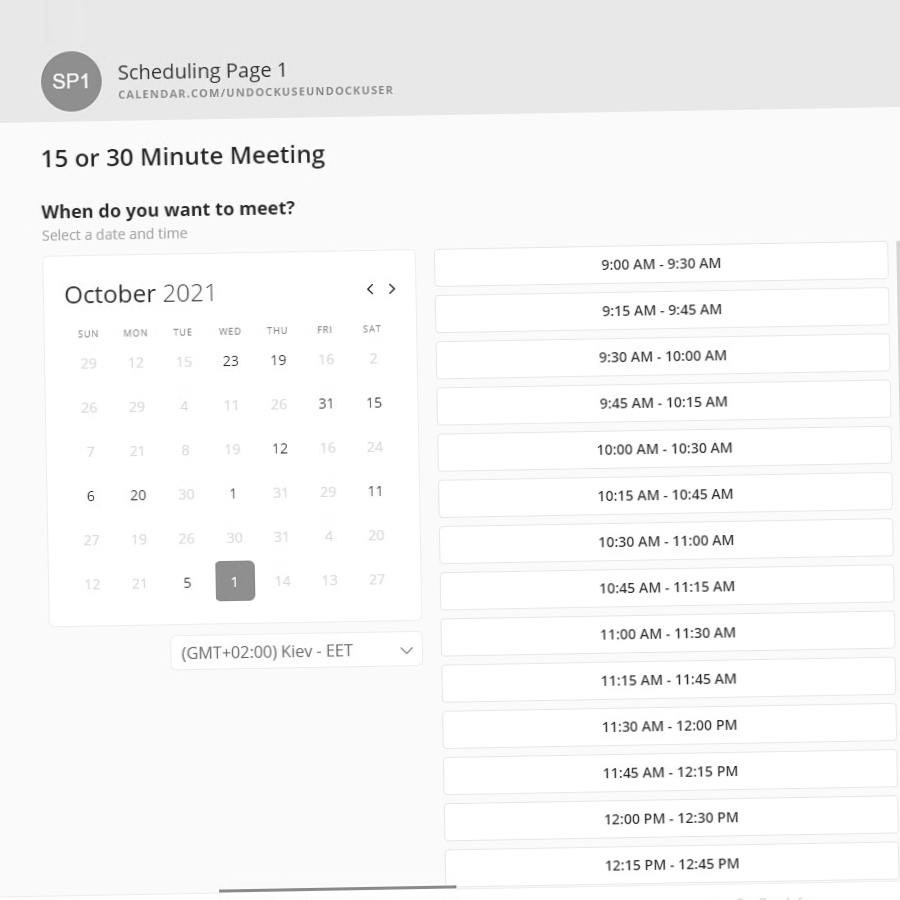 SP1
Scheduling Page 1
CALENDAR.COM/UNDOCKUSEUNDOCKUSER
15 or 30 Minute Meeting
When do you want to meet?
Select a date and time
October 2021
SUN MON TUE WED THU FRI SAT
29 12 15 23 19 16 2
26 29 4 11 26 31 15
7 21 8 19 12 16 24
6 20 30 1 31 29 11
27 19 26 30 31 4 20
12 21 5 1 14 13 27
(GMT+02:00) Kiev - EET
9:00 AM - 9:30 AM
9:15 AM - 9:45 AM
9:30 AM - 10:00 AM
9:45 AM - 10:15 AM
10:00 AM - 10:30 AM
10:15 AM - 10:45 AM
10:30 AM - 11:00 AM
10:45 AM - 11:15 AM
11:00 AM - 11:30 AM
11:15 AM - 11:45 AM
11:30 AM - 12:00 PM
11:45 AM - 12:15 PM
12:00 PM - 12:30 PM
12:15 PM - 12:45 PM